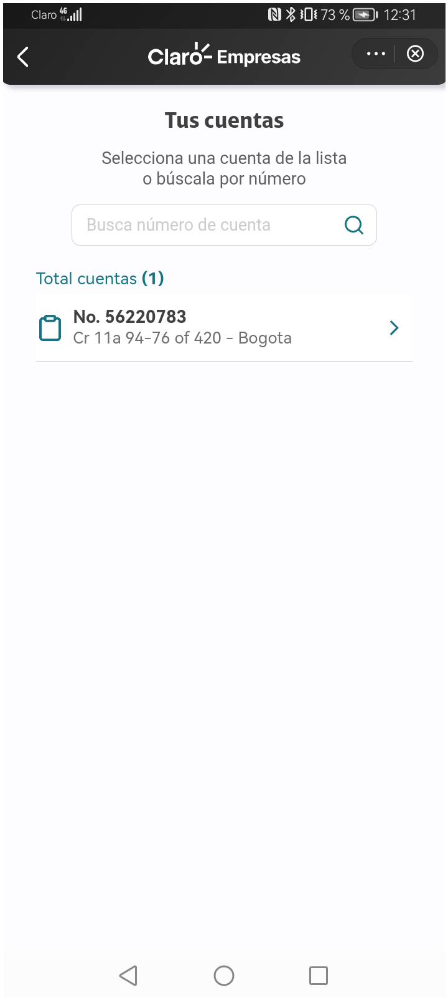 Claro 4G 73 % 12:31
Claro Empresas
Tus cuentas
Selecciona una cuenta de la lista
o búscala por número
Busca número de cuenta
Total cuentas (1)
No. 56220783
Cr 11a 94-76 of 420 - Bogota